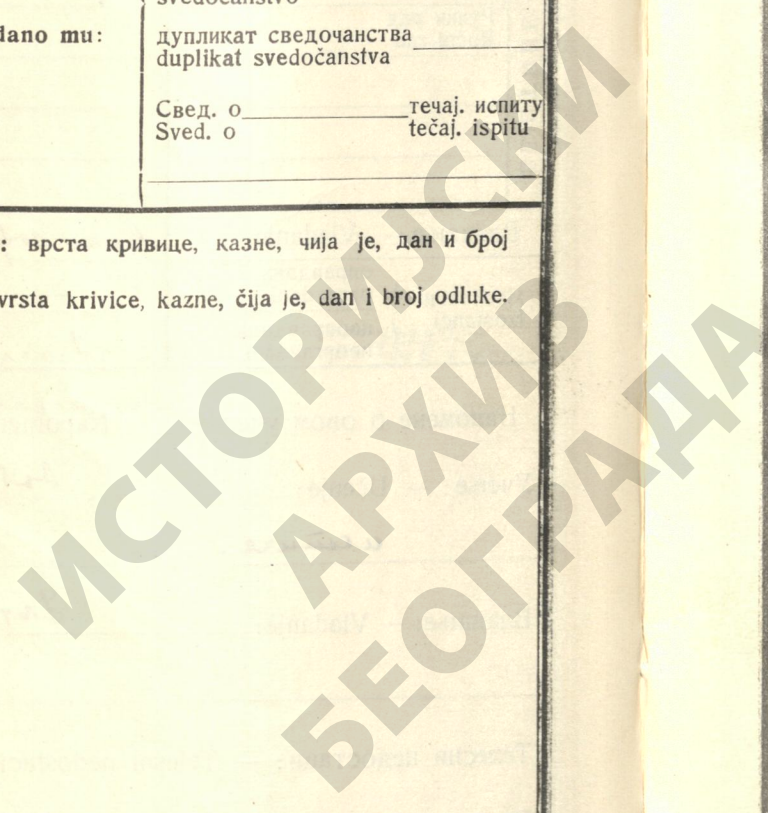 svedočanstvo
dano mu:
дупликат сведочанства
duplikat svedočanstva
Свед. о течај. испиту
Sved. o tečaj. ispitu
: врста кривице, казне, чија је, дан и број
vrsta krivice, kazne, čija je, dan i broj odluke.
ИСТОРИЈСКИ
АРХИВ
БЕОГРАДА